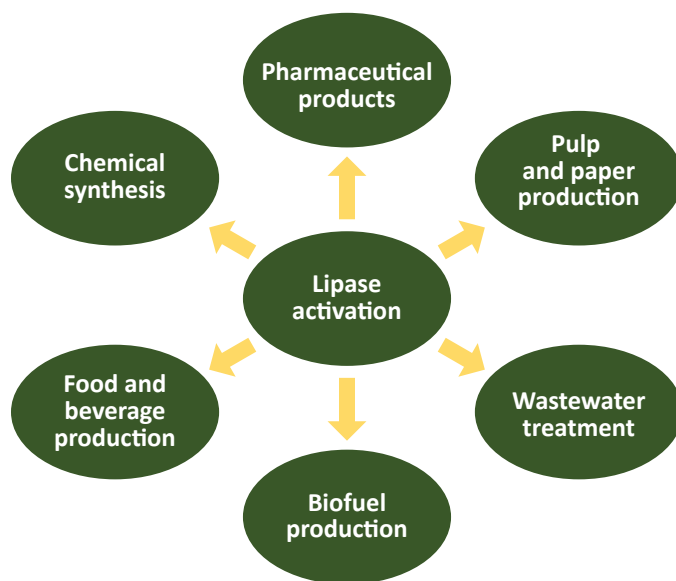 Pharmaceutical
products
Chemical
synthesis
Pulp
and paper
production
Lipase
activation
Food and
beverage
production
Wastewater
treatment
Biofuel
production